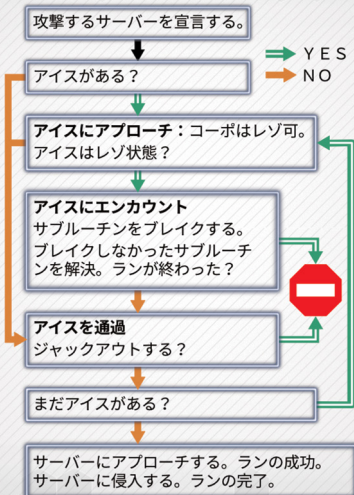 攻撃するサーバーを宣言する。
YES
NO
アイスがある？
アイスにアプローチ：コーポはレゾ可。
アイスはレゾ状態？
アイスにエンカウント
サブルーチンをブレイクする。
ブレイクしなかったサブルーチ
ンを解決。ランが終わった？
アイスを通過
ジャックアウトする？
まだアイスがある？
サーバーにアプローチする。ランの成功。
サーバーに侵入する。ランの完了。